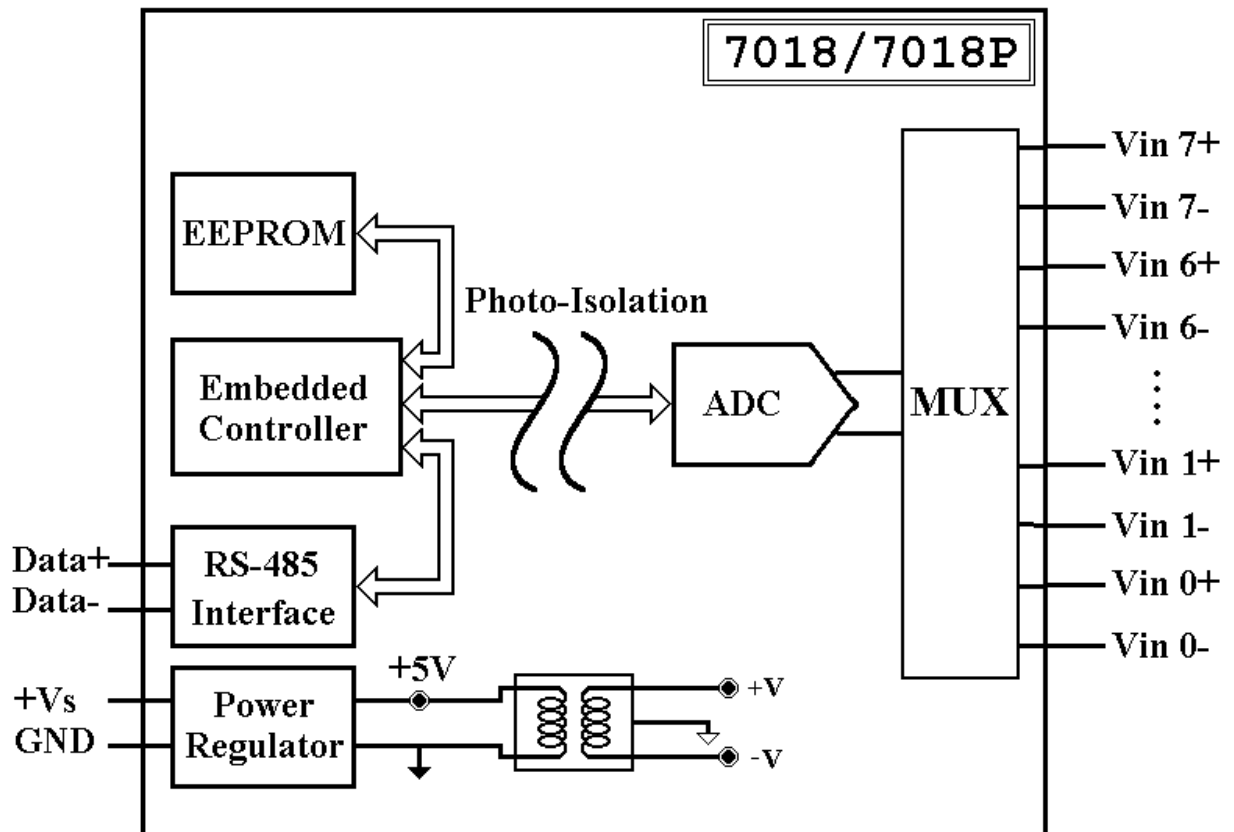 7018/7018P
Vin 7+
Vin 7-
Vin 6+
Vin 6-
Vin 1+
Vin 1-
Vin 0+
Vin 0-
MUX
ADC
Photo-Isolation
EEPROM
Embedded
Controller
RS-485
Interface
Data+
Data-
Power
Regulator
+Vs
GND
+5V
+V
-V